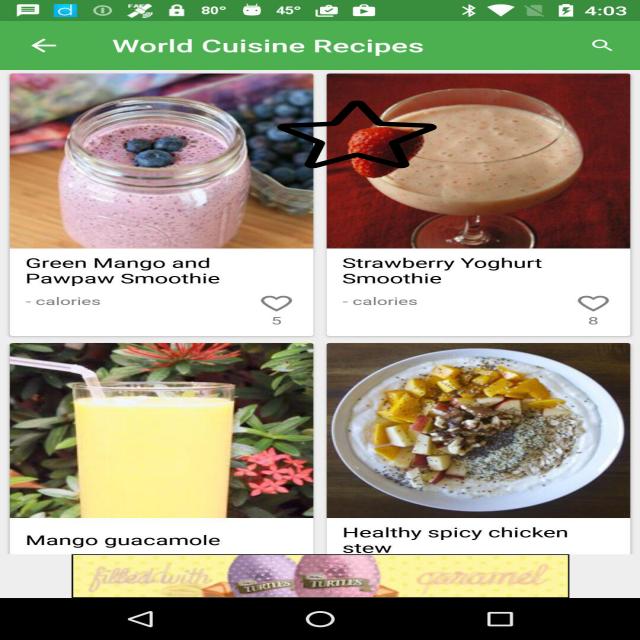 80° 45° 4:03
World Cuisine Recipes
Green Mango and
Pawpaw Smoothie
- calories
5
Strawberry Yoghurt
Smoothie
- calories
8
Mango guacamole
Healthy spicy chicken
stew
filled with TURTLES TURTLES caramel